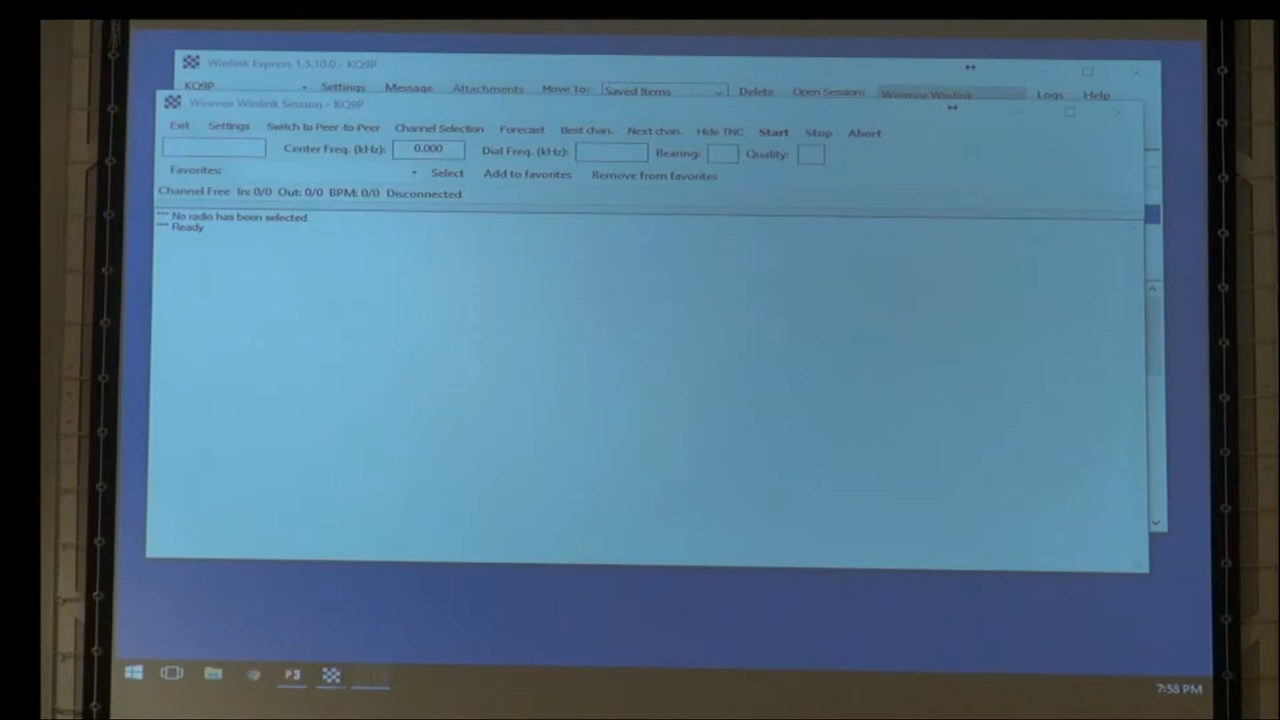 Winlink Express 1.5.10.0 - KQ9P
KQ9P Settings Message Attachments Move To: Saved Items Delete Open Session: Winmor Winlink Logs Help
Winmor Winlink Session - KQ9P
Exit Settings Switch to Peer-to-Peer Channel Selection Forecast Best chan. Next chan. Hide TNC Start Stop Abort
Center Freq. (kHz): 0.000 Dial Freq. (kHz): Bearing: Quality:
Favorites: Select Add to favorites Remove from favorites
Channel Free In: 0/0 Out: 0/0 BPM: 0/0 Disconnected
*** No radio has been selected
*** Ready
7:58 PM